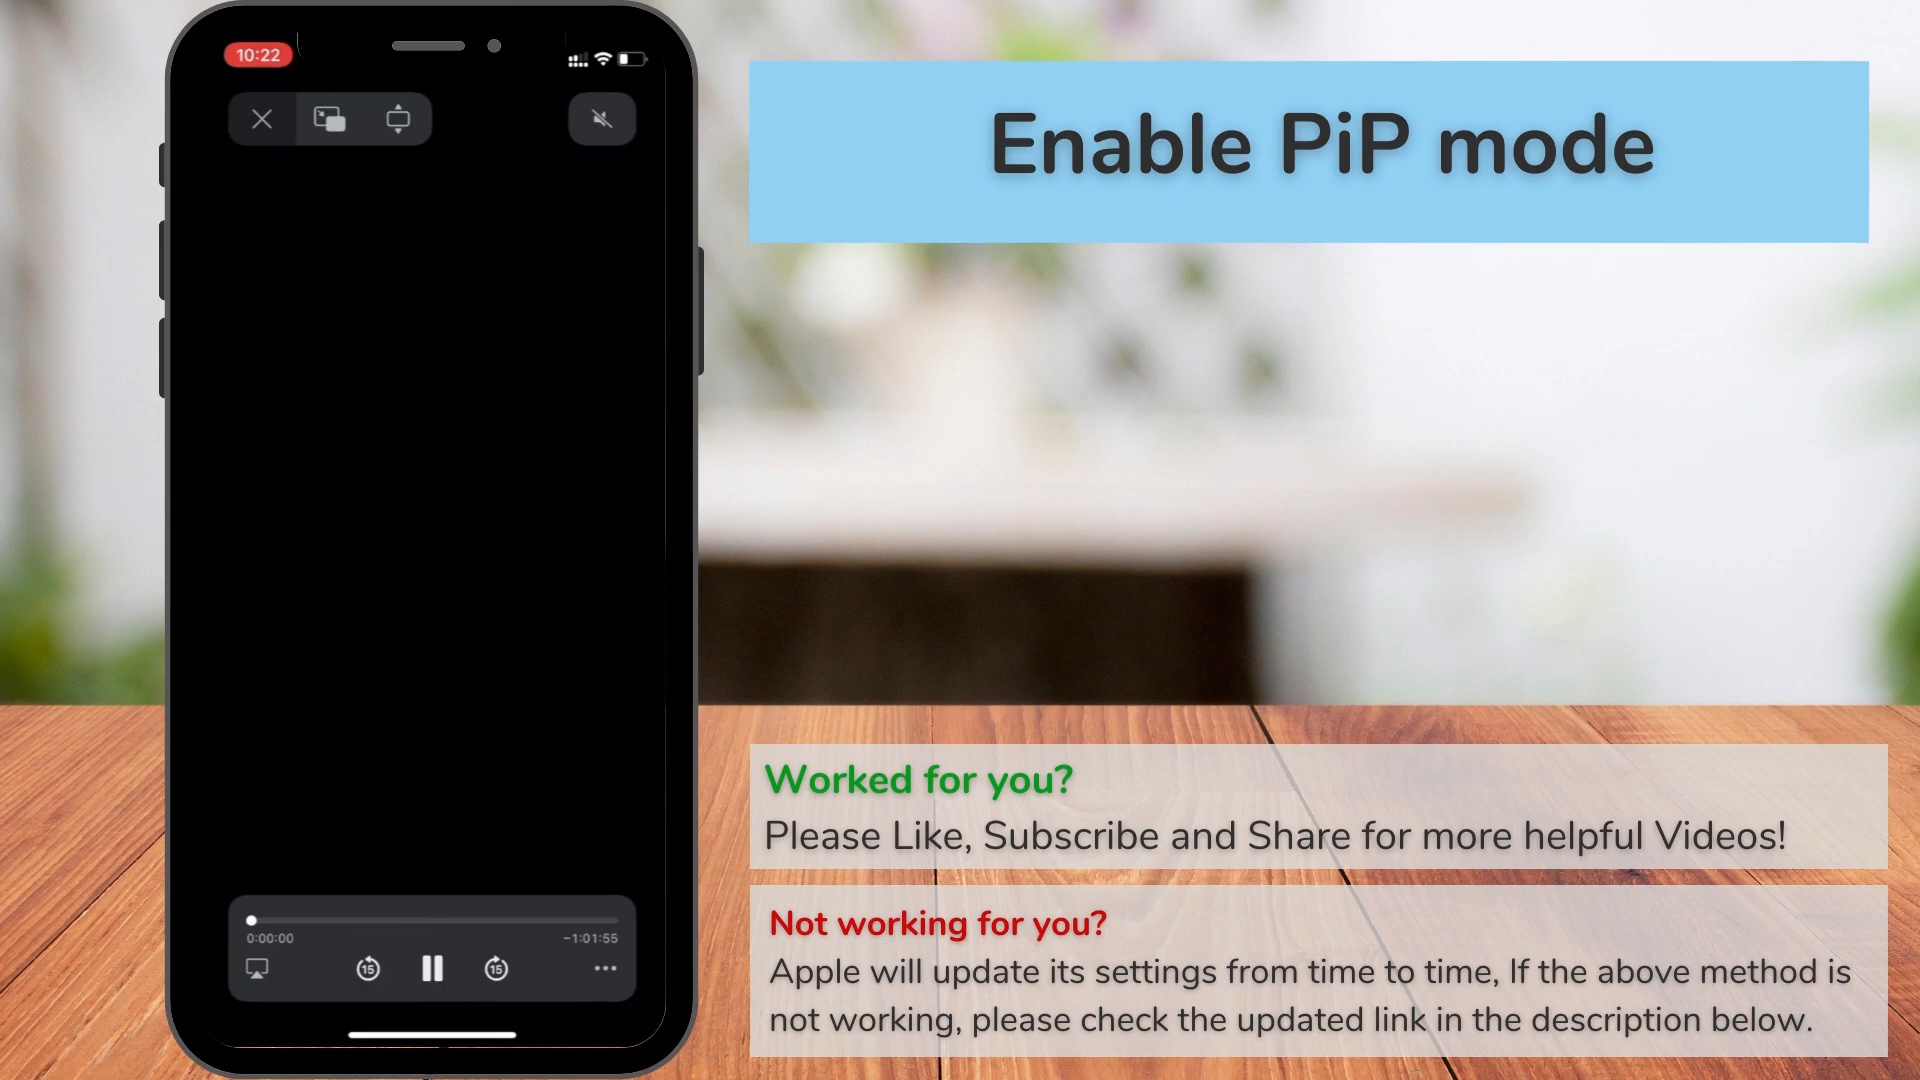 10:22
Enable PiP mode
0:00:00
-1:01:55
15
15
Worked for you?
Please Like, Subscribe and Share for more helpful Videos!
Not working for you?
Apple will update its settings from time to time, If the above method is
not working, please check the updated link in the description below.